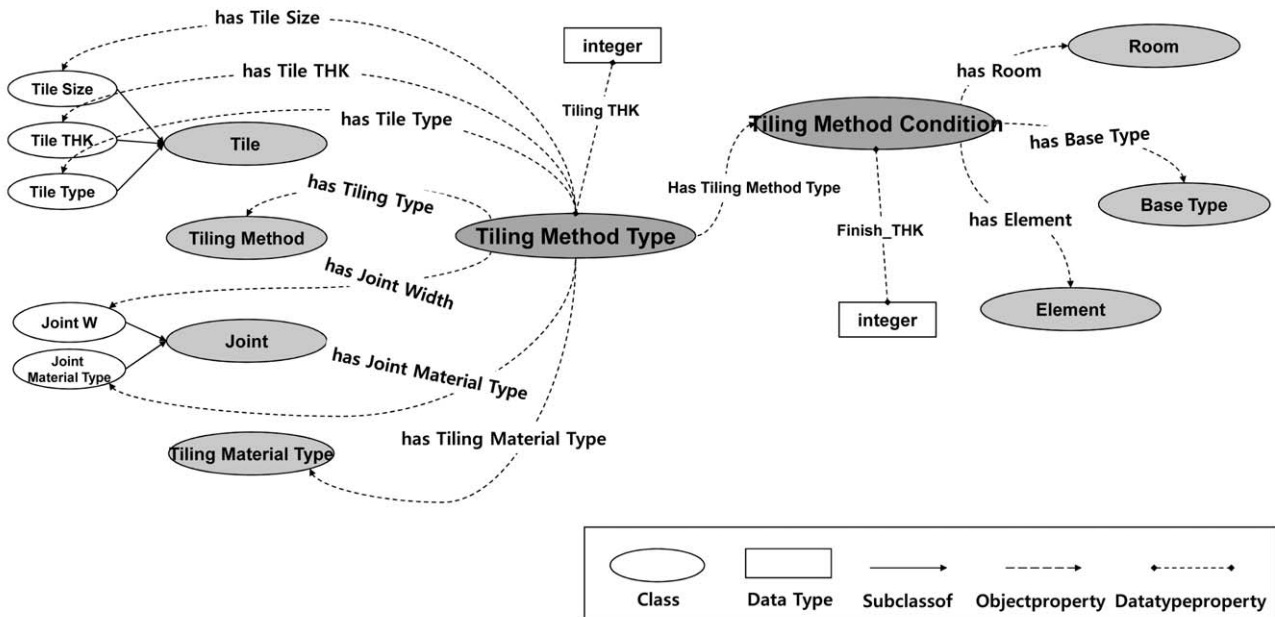 has Tile Size
integer
Room
has Room
Tile Size
has Tile THK
Tiling THK
has Tile Type
Tiling Method Condition
Tile THK
Tile
has Base Type
Tile Type
has Tiling Type
Has Tiling Method Type
Base Type
has Element
Tiling Method
Tiling Method Type
Finish_THK
has Joint Width
Element
Joint W
integer
Joint
Joint
Material Type
has Joint Material Type
has Tiling Material Type
Tiling Material Type
Class
Data Type
Subclassof
Objectproperty
Datatypeproperty